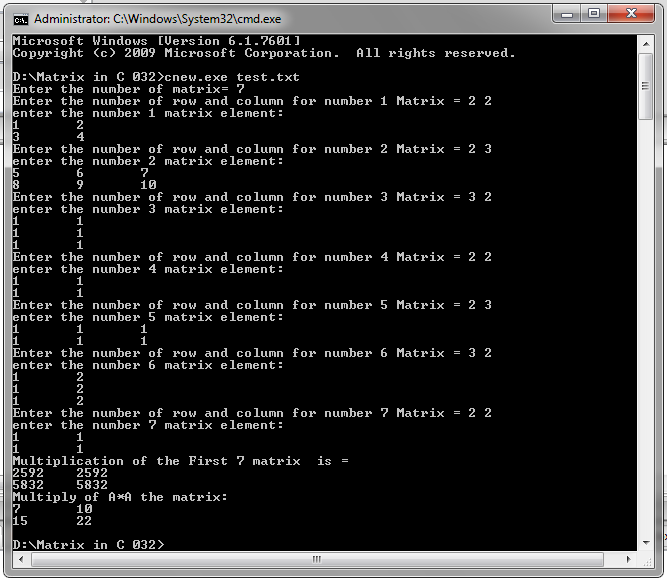 Administrator: C:\Windows\System32\cmd.exe
Microsoft Windows [Version 6.1.7601]
Copyright (c) 2009 Microsoft Corporation.  All rights reserved.
D:\Matrix in C 032>cnew.exe test.txt
Enter the number of matrix= 7
Enter the number of row and column for number 1 Matrix = 2 2
enter the number 1 matrix element:
1       2
3       4
Enter the number of row and column for number 2 Matrix = 2 3
enter the number 2 matrix element:
5       6       7
8       9       10
Enter the number of row and column for number 3 Matrix = 3 2
enter the number 3 matrix element:
1       1
1       1
1       1
Enter the number of row and column for number 4 Matrix = 2 2
enter the number 4 matrix element:
1       1
1       1
Enter the number of row and column for number 5 Matrix = 2 3
enter the number 5 matrix element:
1       1       1
1       1       1
Enter the number of row and column for number 6 Matrix = 3 2
enter the number 6 matrix element:
1       2
1       2
1       2
Enter the number of row and column for number 7 Matrix = 2 2
enter the number 7 matrix element:
1       1
1       1
Multiplication of the First 7 matrix  is =
2592    2592
5832    5832
Multiply of A*A the matrix:
7       10
15      22
D:\Matrix in C 032>